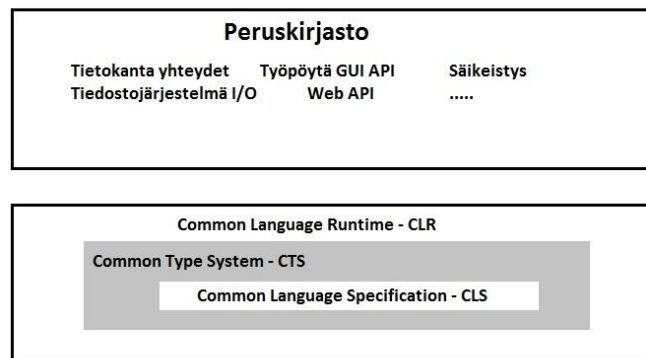 Peruskirjasto
Tietokanta yhteydet Työpöytä GUI API Säikeistys
Tiedostojärjestelmä I/O Web API .....
Common Language Runtime - CLR
Common Type System - CTS
Common Language Specification - CLS